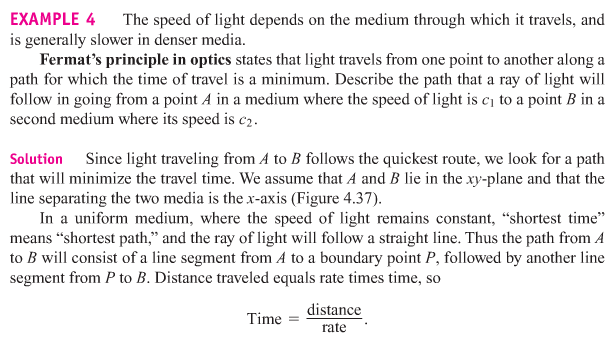 EXAMPLE 4 The speed of light depends on the medium through which it travels, and
is generally slower in denser media.
Fermat's principle in optics states that light travels from one point to another along a
path for which the time of travel is a minimum. Describe the path that a ray of light will
follow in going from a point A in a medium where the speed of light is c₁ to a point B in a
second medium where its speed is c₂.
Solution Since light traveling from A to B follows the quickest route, we look for a path
that will minimize the travel time. We assume that A and B lie in the xy-plane and that the
line separating the two media is the x-axis (Figure 4.37).
In a uniform medium, where the speed of light remains constant, “shortest time”
means “shortest path,” and the ray of light will follow a straight line. Thus the path from A
to B will consist of a line segment from A to a boundary point P, followed by another line
segment from P to B. Distance traveled equals rate times time, so
Time = distance / rate.